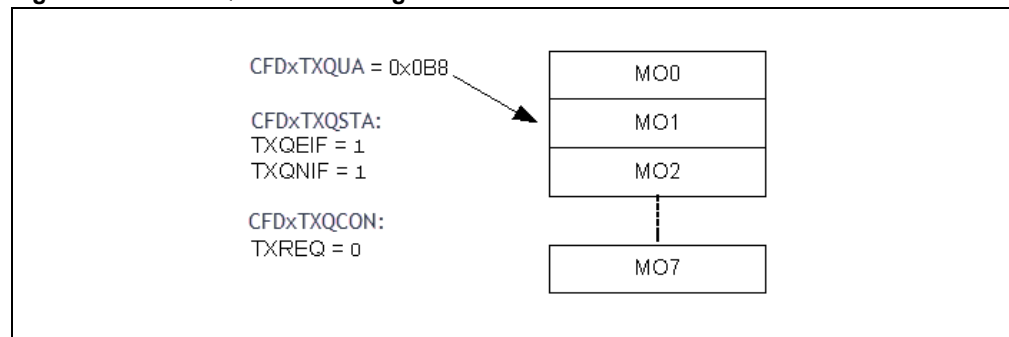 CFDxTXQUA = 0x0B8
CFDxTXQSTA:
TXQEIF = 1
TXQNIF = 1
CFDxTXQCON:
TXREQ = 0
MO0
MO1
MO2
MO7